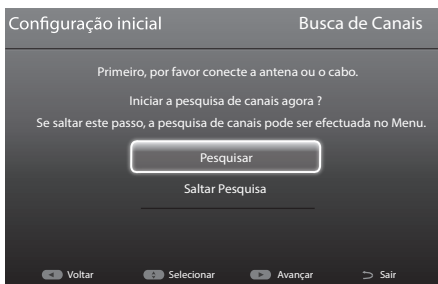 Configuração inicial Busca de Canais
Primeiro, por favor conecte a antena ou o cabo.
Iniciar a pesquisa de canais agora ?
Se saltar este passo, a pesquisa de canais pode ser efectuada no Menu.
Pesquisar
Saltar Pesquisa
Voltar Selecionar Avançar Sair